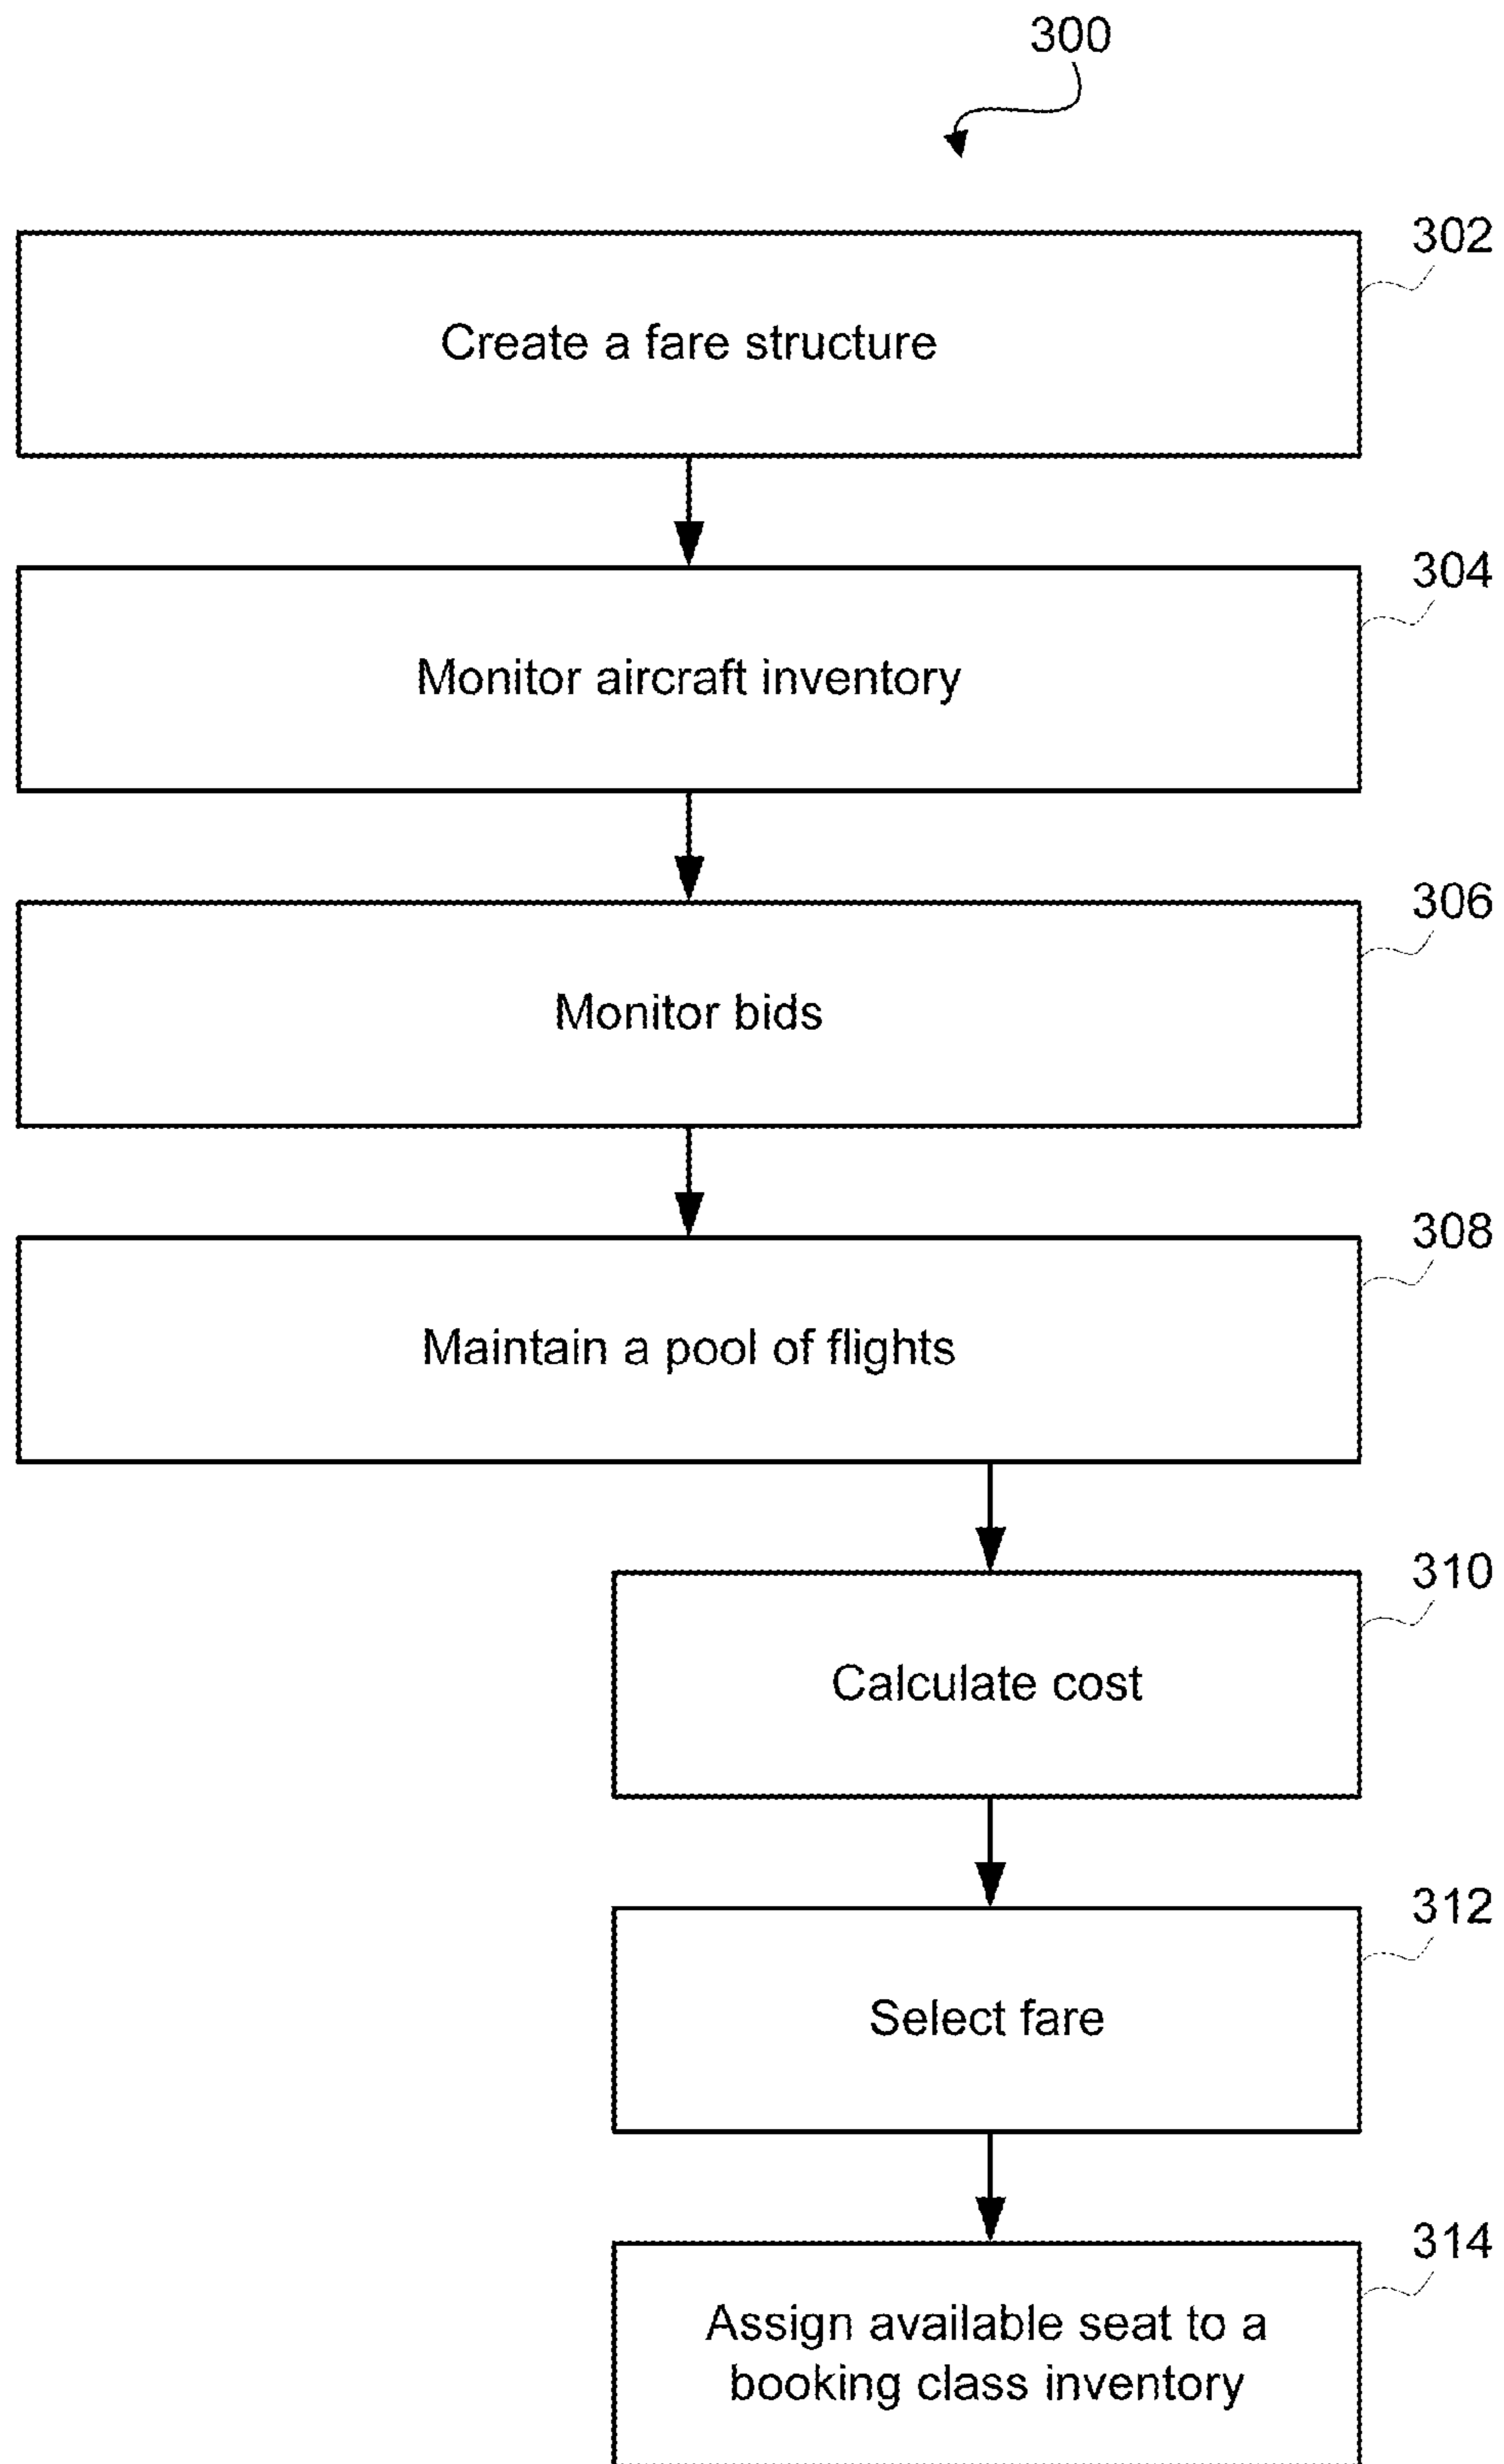 300
302
Create a fare structure
304
Monitor aircraft inventory
306
Monitor bids
308
Maintain a pool of flights
310
Calculate cost
312
Select fare
314
Assign available seat to a
booking class inventory